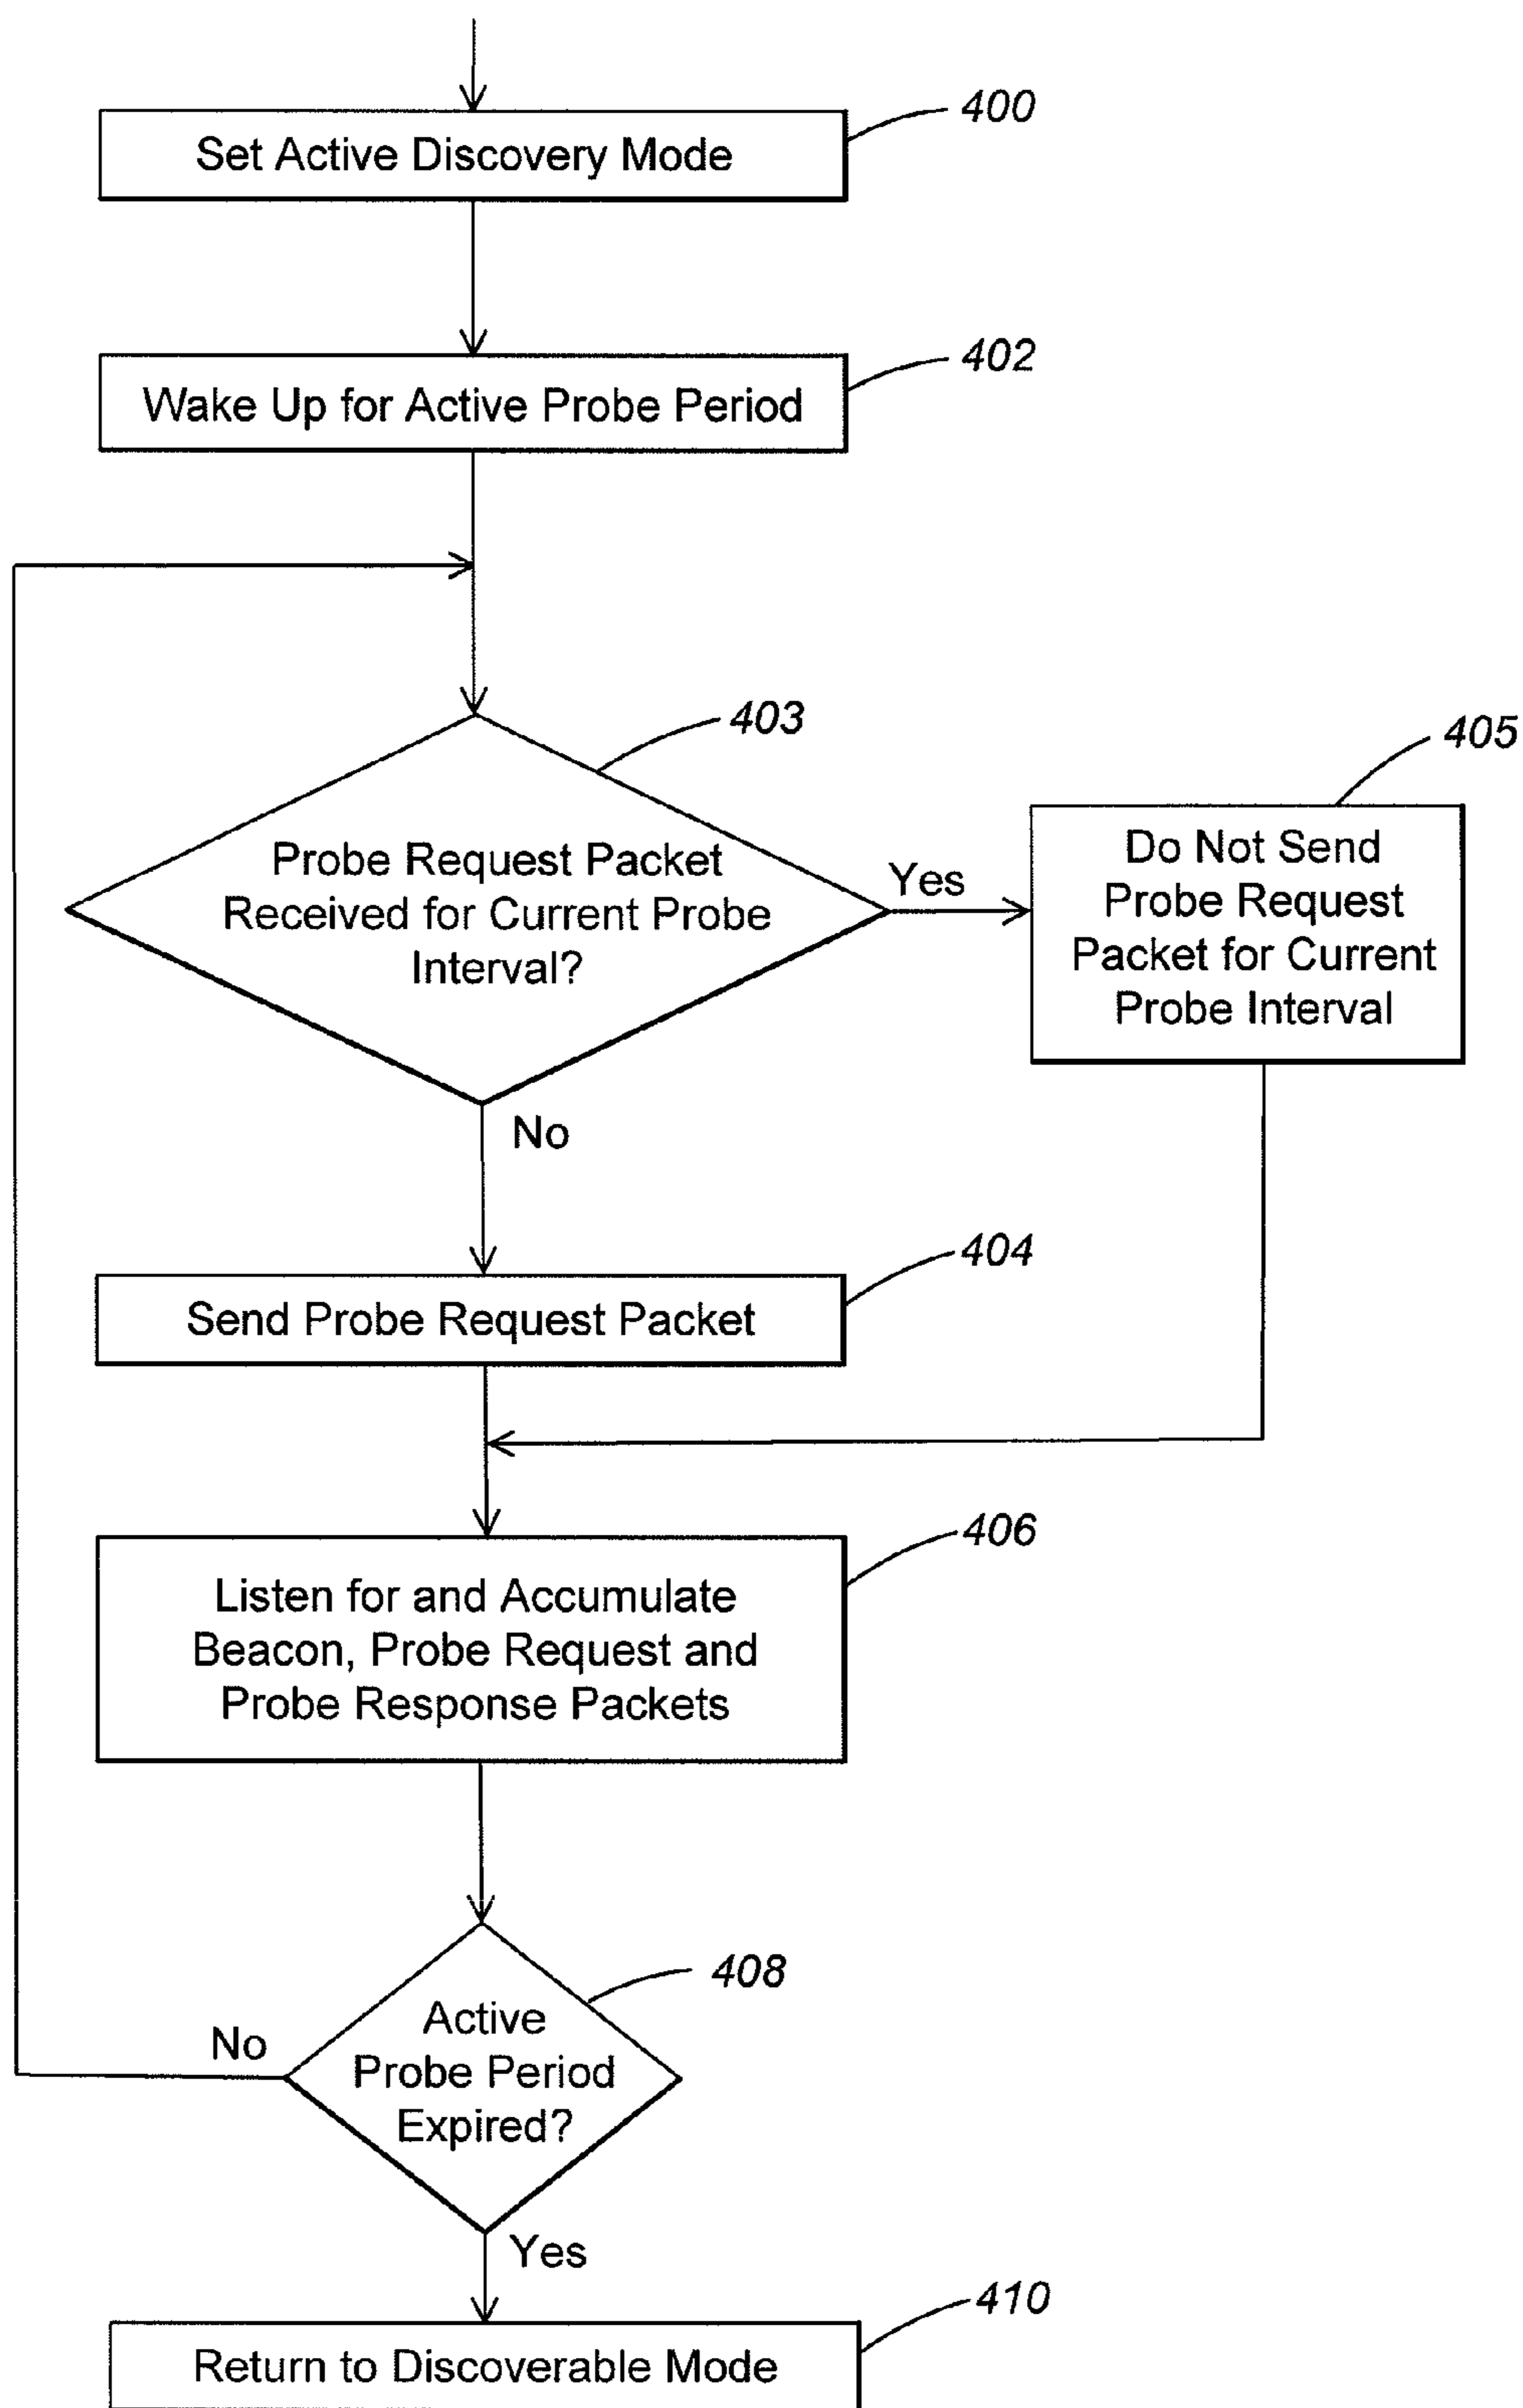 400
Set Active Discovery Mode
402
Wake Up for Active Probe Period
403
405
Probe Request Packet
Received for Current Probe
Interval?
Yes
Do Not Send
Probe Request
Packet for Current
Probe Interval
No
404
Send Probe Request Packet
406
Listen for and Accumulate
Beacon, Probe Request and
Probe Response Packets
408
No
Active
Probe Period
Expired?
Yes
410
Return to Discoverable Mode